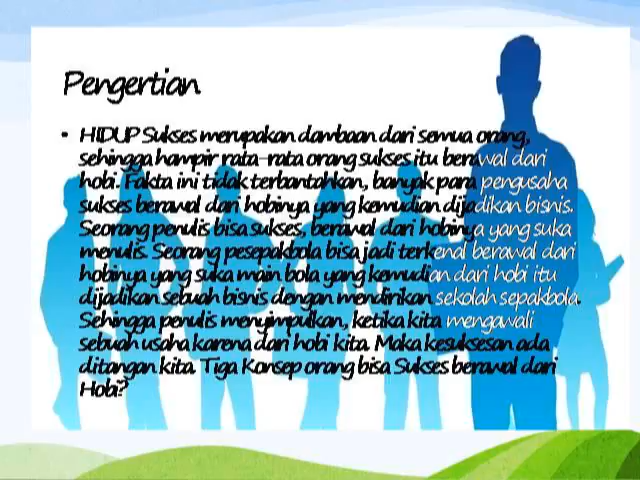 Pengertian
• HIDUP Sukses merupakan dambaan dari semua orang,
sehingga hampir rata-rata orang sukses itu berawal dari
hobi. Fakta ini tidak terbantahkan, banyak para pengusaha
sukses berawal dari hobinya yang kemudian dijadikan bisnis.
Seorang penulis bisa sukses, berawal dari hobinya yang suka
menulis. Seorang pesepakbola bisa jadi terkenal berawal dari
hobinya yang suka main bola yang kemudian dari hobi itu
dijadikan sebuah bisnis dengan mendirikan sekolah sepakbola.
Sehingga penulis menyimpulkan, ketika kita mengawali
sebuah usaha karena dari hobi kita. Maka kesuksesan ada
ditangan kita. Tiga Konsep orang bisa Sukses berawal dari
Hobi?